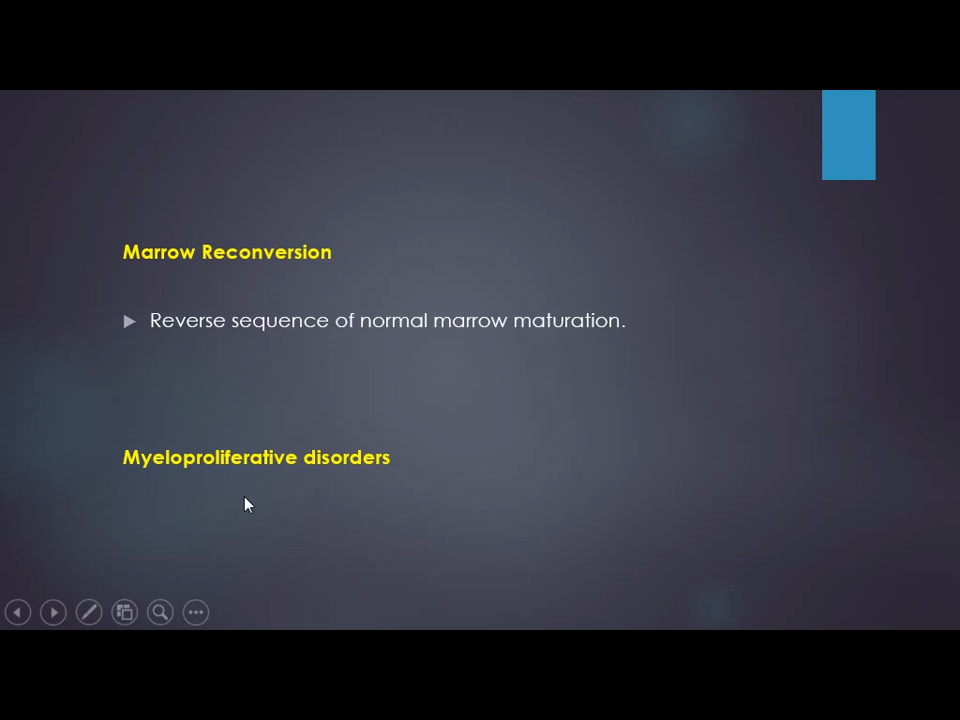 Marrow Reconversion
Reverse sequence of normal marrow maturation.
Myeloproliferative disorders